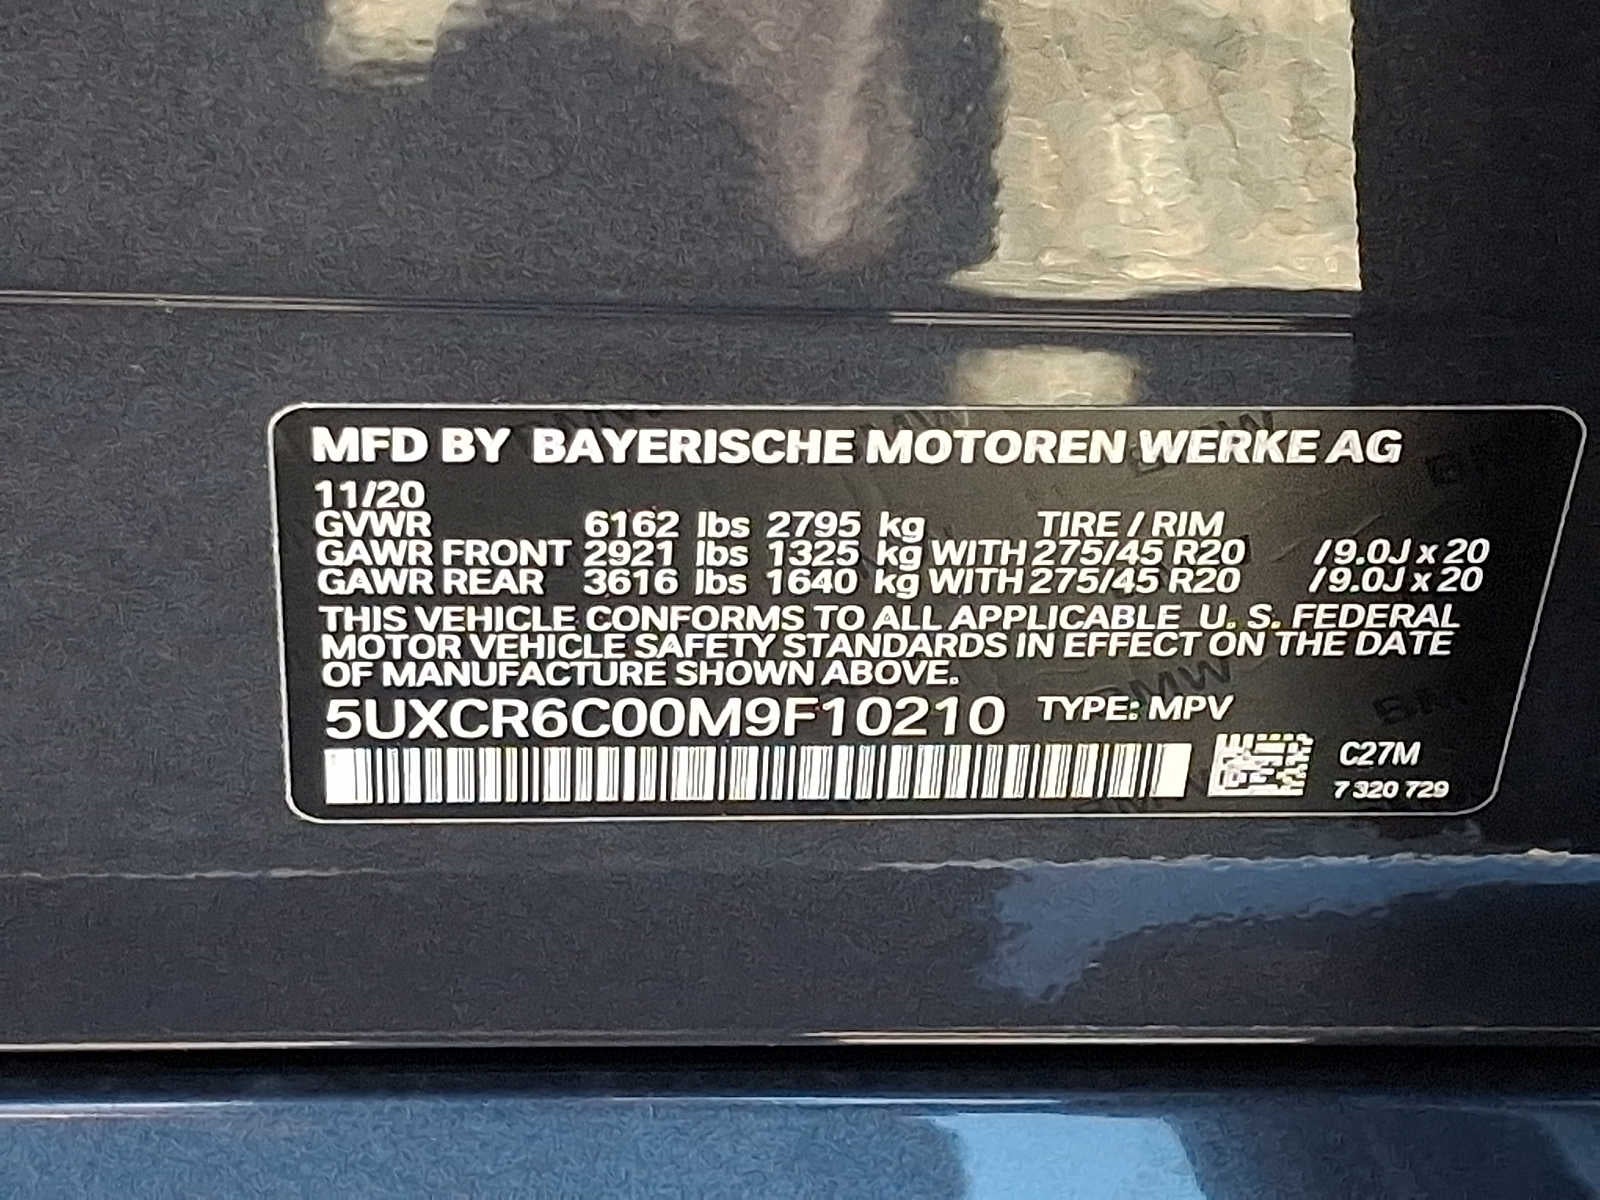 MFD BY BAYERISCHE MOTOREN WERKE AG
11/20
GVWR 6162 lbs 2795 kg TIRE / RIM
GAWR FRONT 2921 lbs 1325 kg WITH 275/45 R20 /9.0J x 20
GAWR REAR 3616 lbs 1640 kg WITH 275/45 R20 /9.0J x 20
THIS VEHICLE CONFORMS TO ALL APPLICABLE U. S. FEDERAL
MOTOR VEHICLE SAFETY STANDARDS IN EFFECT ON THE DATE
OF MANUFACTURE SHOWN ABOVE.
5UXCR6C00M9F10210 TYPE: MPV
C27M
7 320 729